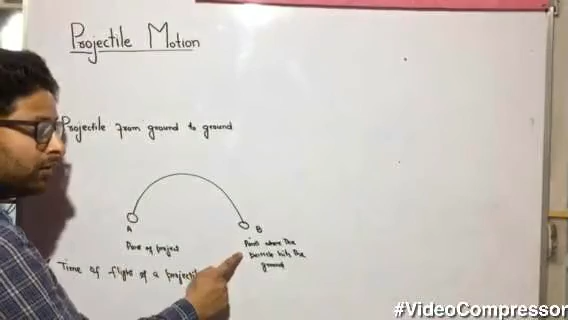 Projectile Motion
Projectile from ground to ground
A
B
Point of project
Point where the
particle hits the
ground
Time of flight of a projectil
#VideoCompressor